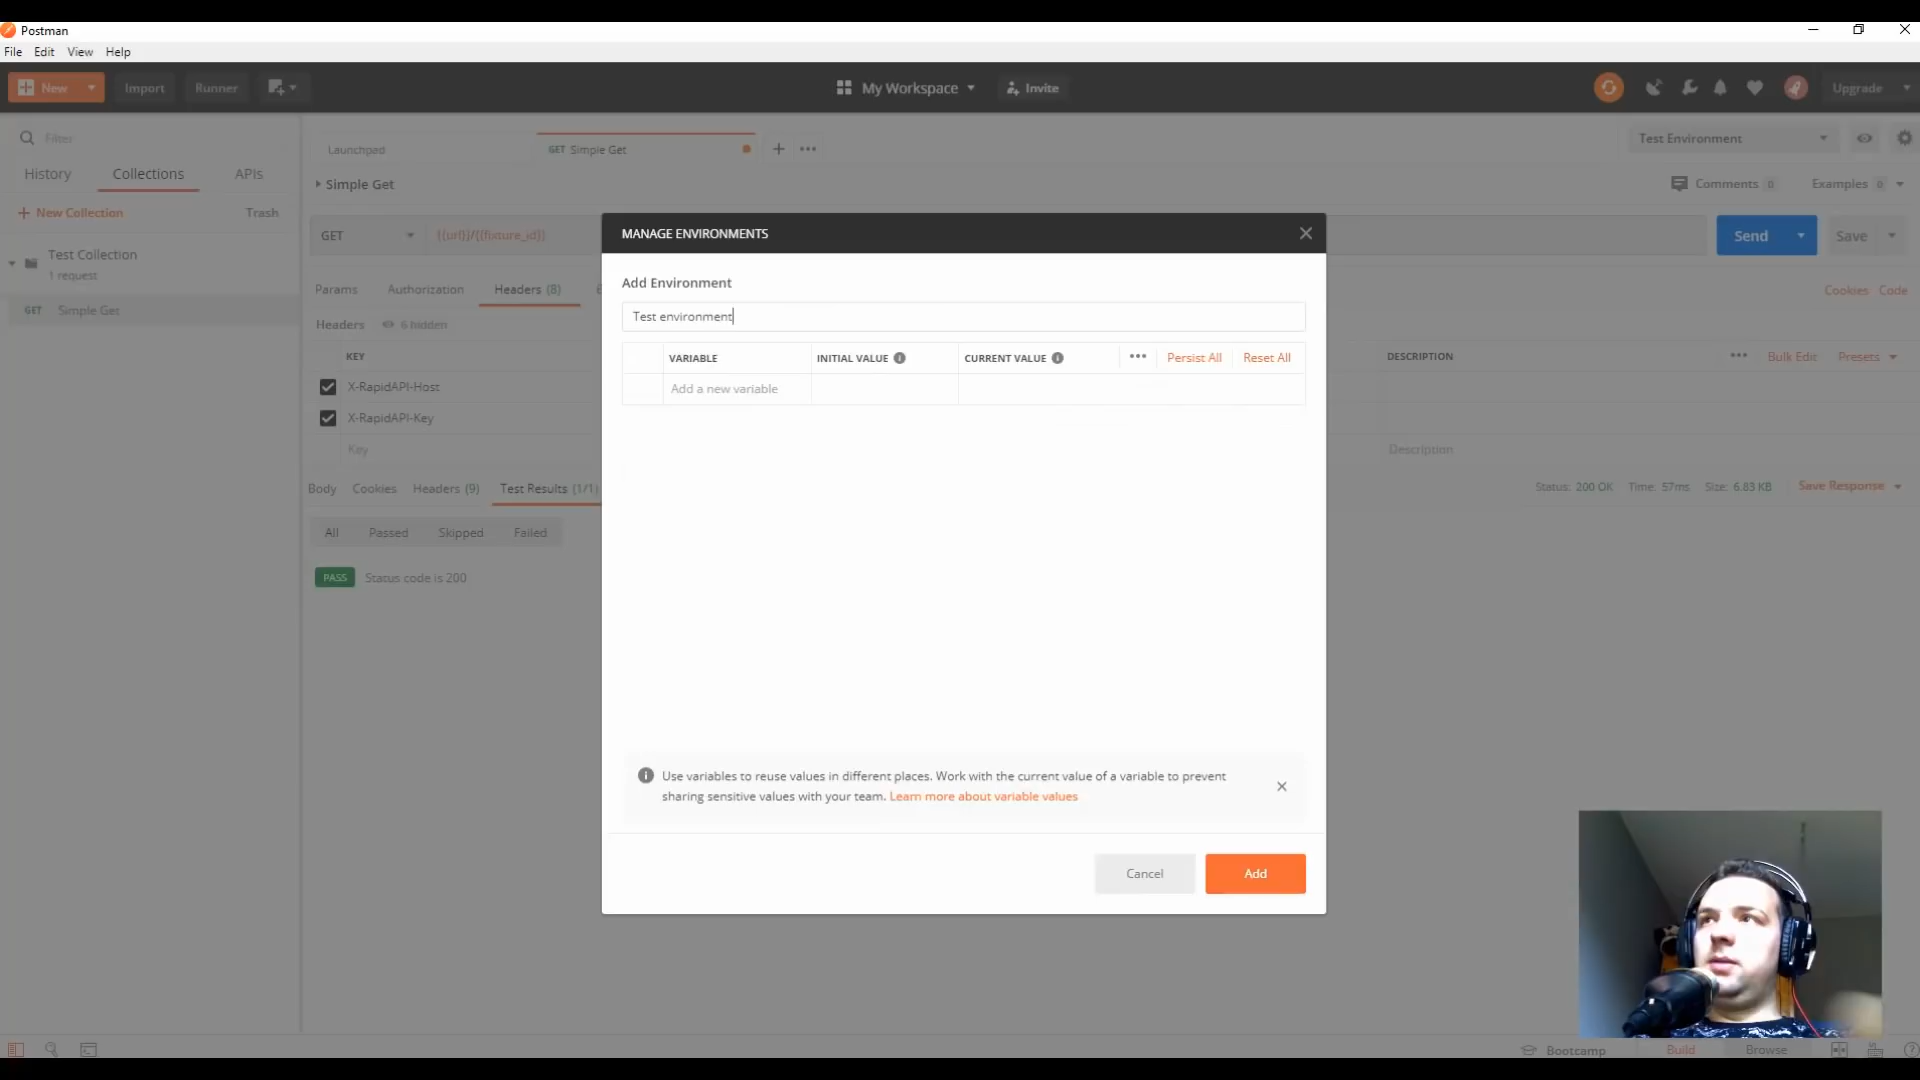 Postman
File Edit View Help
New Import Runner My Workspace Invite Upgrade
Filter
History Collections APIs
New Collection Trash
Test Collection
1 request
GET Simple Get
Launchpad GET Simple Get Test Environment
Simple Get Comments 0 Examples 0
GET {{url}}/{{fixture_id}} Send Save
Params Authorization Headers (8) Cookies Code
Headers 6 hidden
KEY DESCRIPTION Bulk Edit Presets
X-RapidAPI-Host
X-RapidAPI-Key
Key Description
Body Cookies Headers (9) Test Results (1/1) Status: 200 OK Time: 57ms Size: 6.83 KB Save Response
All Passed Skipped Failed
PASS Status code is 200
MANAGE ENVIRONMENTS
Add Environment
Test environment
VARIABLE INITIAL VALUE CURRENT VALUE Persist All Reset All
Add a new variable
Use variables to reuse values in different places. Work with the current value of a variable to prevent
sharing sensitive values with your team. Learn more about variable values
Cancel Add
Bootcamp Build Browse